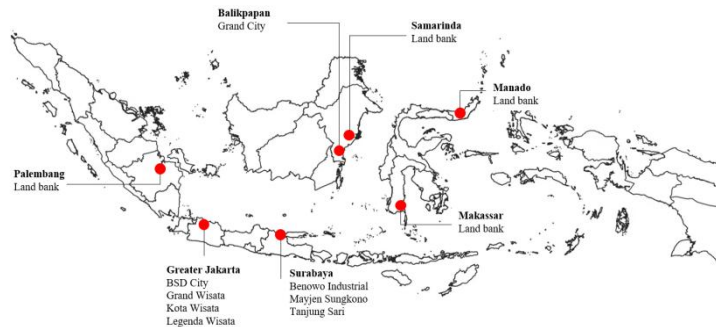 Balikpapan
Grand City
Samarinda
Land bank
Manado
Land bank
Palembang
Land bank
Makassar
Land bank
Greater Jakarta
BSD City
Grand Wisata
Kota Wisata
Legenda Wisata
Surabaya
Benowo Industrial
Mayjen Sungkono
Tanjung Sari